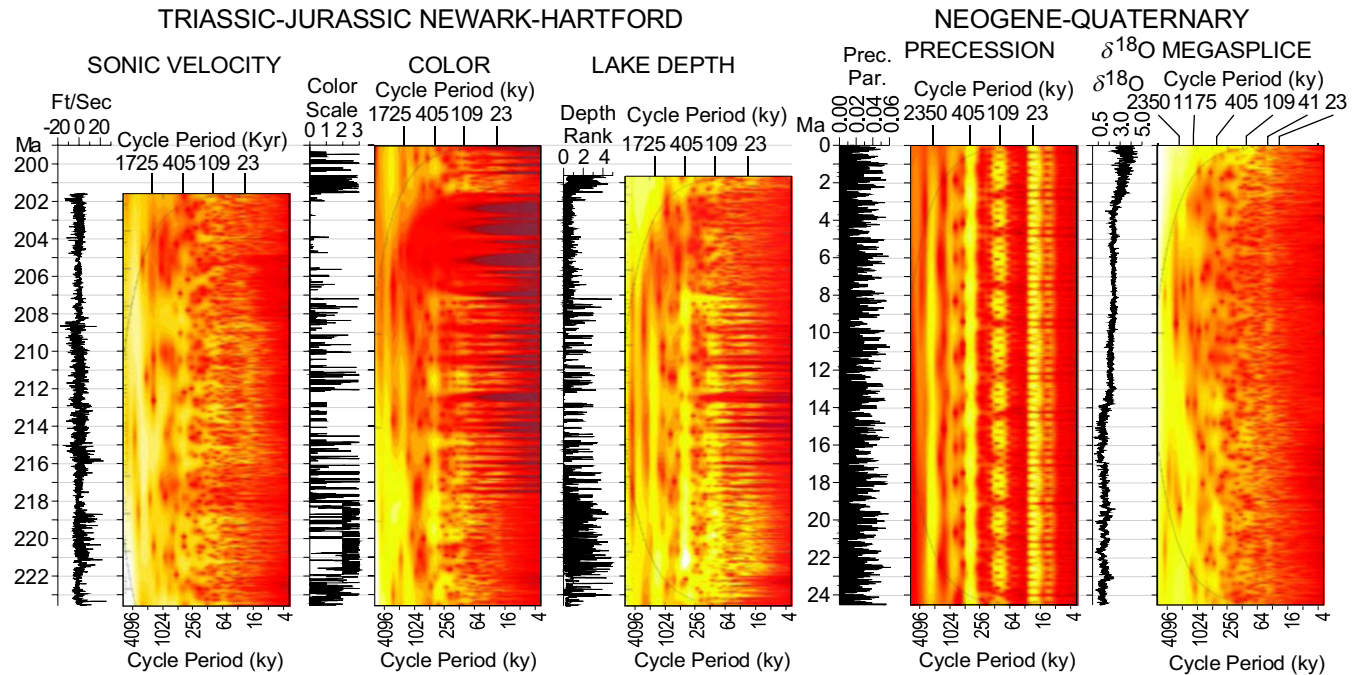 TRIASSIC-JURASSIC NEWARK-HARTFORD
NEOGENE-QUATERNARY
SONIC VELOCITY
COLOR
LAKE DEPTH
PRECESSION
δ18O MEGASPLICE
Ft/Sec
-20 0 20
Ma
Cycle Period (Kyr)
1725 405 109 23
Color
Scale
0 1 2 3
Cycle Period (ky)
1725 405 109 23
Depth
Rank
0 2 4
Cycle Period (ky)
1725 405 109 23
Prec.
Par.
0.00 0.02 0.04 0.06
Ma
Cycle Period (ky)
2350 405 109 23
δ18O
0.5 3.0 5.0
Cycle Period (ky)
2350 1175 405 109 41 23
200
202
204
206
208
210
212
214
216
218
220
222
0
2
4
6
8
10
12
14
16
18
20
22
24
4096 1024 256 64 16 4
Cycle Period (ky)
4096 1024 256 64 16 4
Cycle Period (ky)
4096 1024 256 64 16 4
Cycle Period (ky)
4096 1024 256 64 16 4
Cycle Period (ky)
4096 1024 256 64 16 4
Cycle Period (ky)